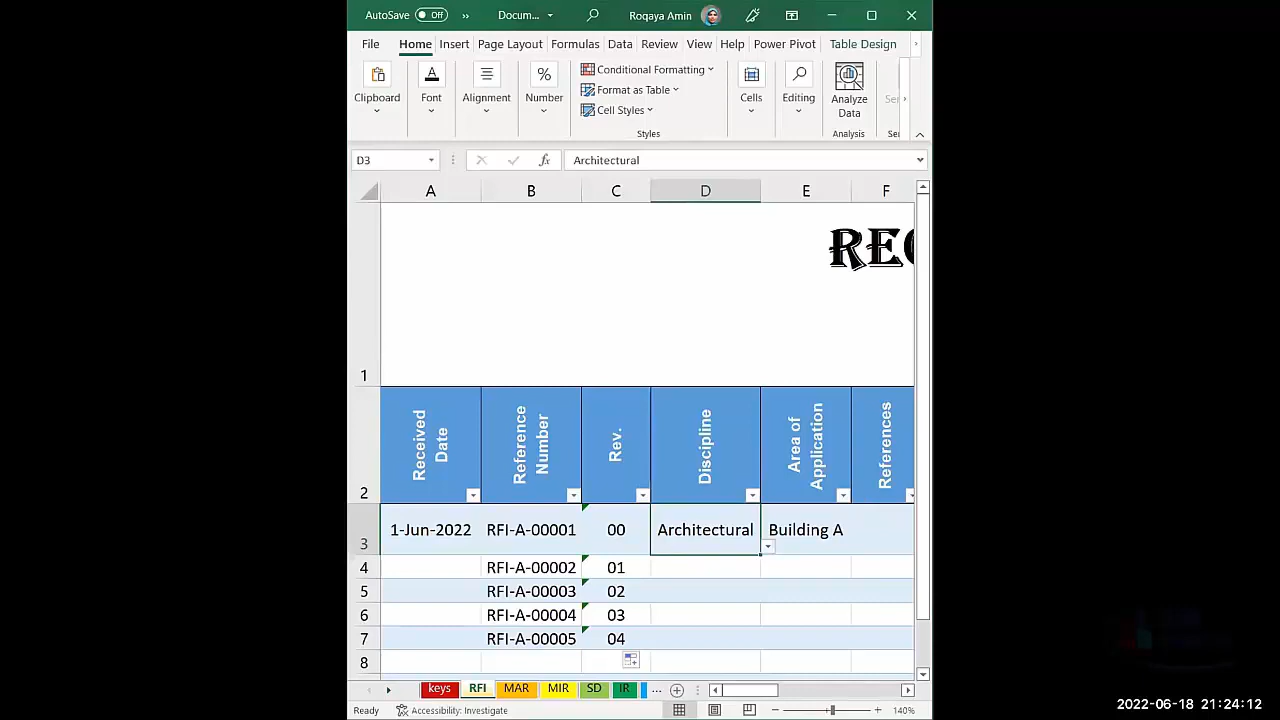 AutoSave Off » Docum... Roqaya Amin
File Home Insert Page Layout Formulas Data Review View Help Power Pivot Table Design
Clipboard Font Alignment Number Conditional Formatting Format as Table Cell Styles Styles Cells Editing Analyze Data Analysis
D3 fx Architectural
A B C D E F
1
2 Received Date Reference Number Rev. Discipline Area of Application References
3 1-Jun-2022 RFI-A-00001 00 Architectural Building A
4 RFI-A-00002 01
5 RFI-A-00003 02
6 RFI-A-00004 03
7 RFI-A-00005 04
8
keys RFI MAR MIR SD IR ...
Ready Accessibility: Investigate 140%
2022-06-18 21:24:12